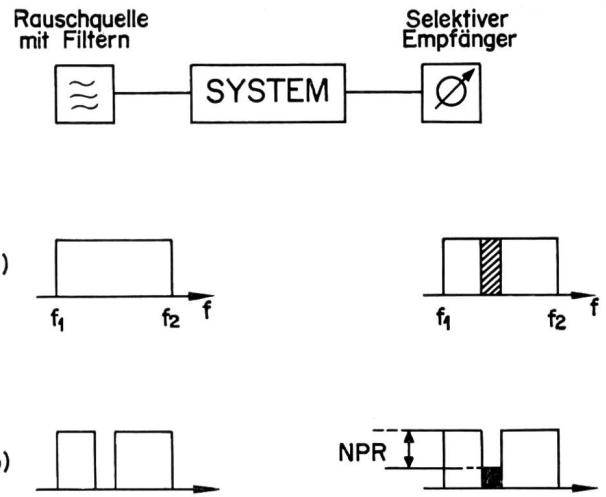 Rauschquelle
mit Filtern
Selektiver
Empfänger
SYSTEM
)
f₁ f₂ f
f₁ f₂ f
)
NPR